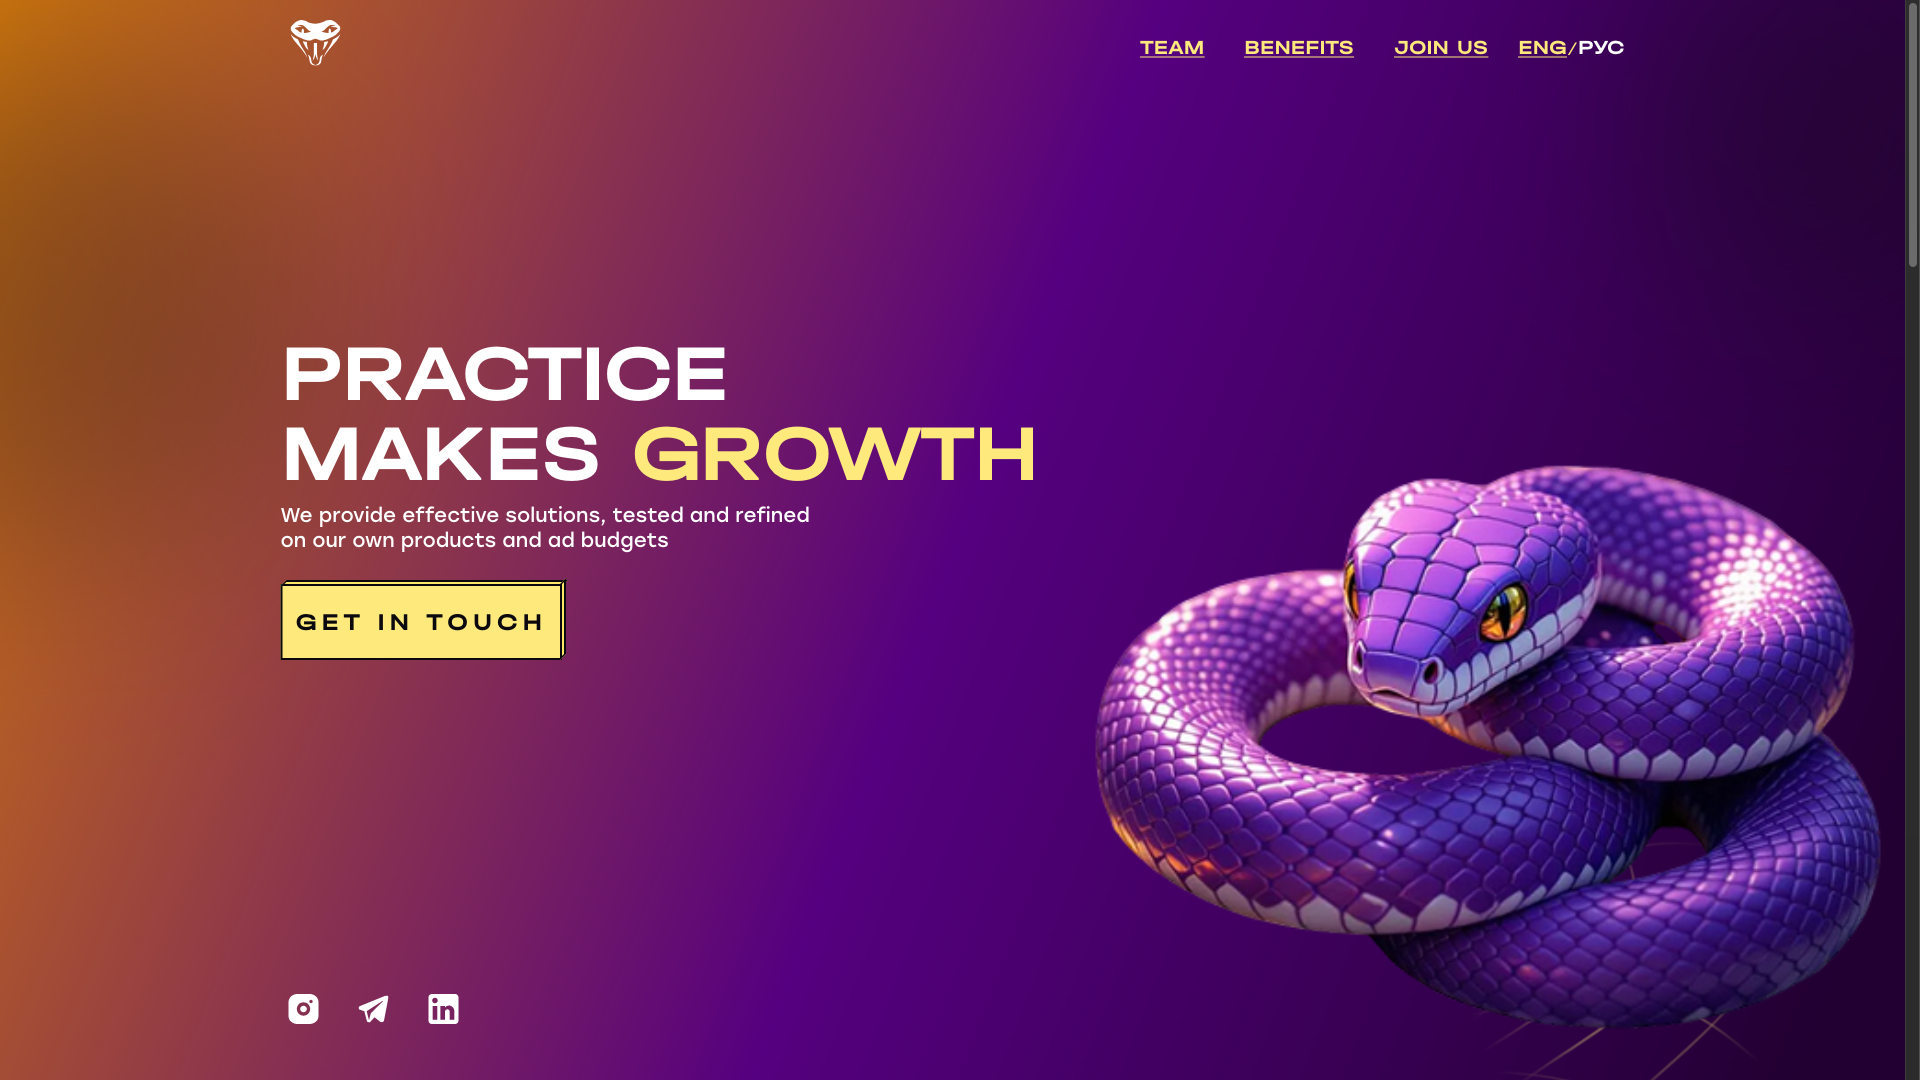 TEAM BENEFITS JOIN US ENG/РУС
PRACTICE
MAKES GROWTH
We provide effective solutions, tested and refined
on our own products and ad budgets
GET IN TOUCH